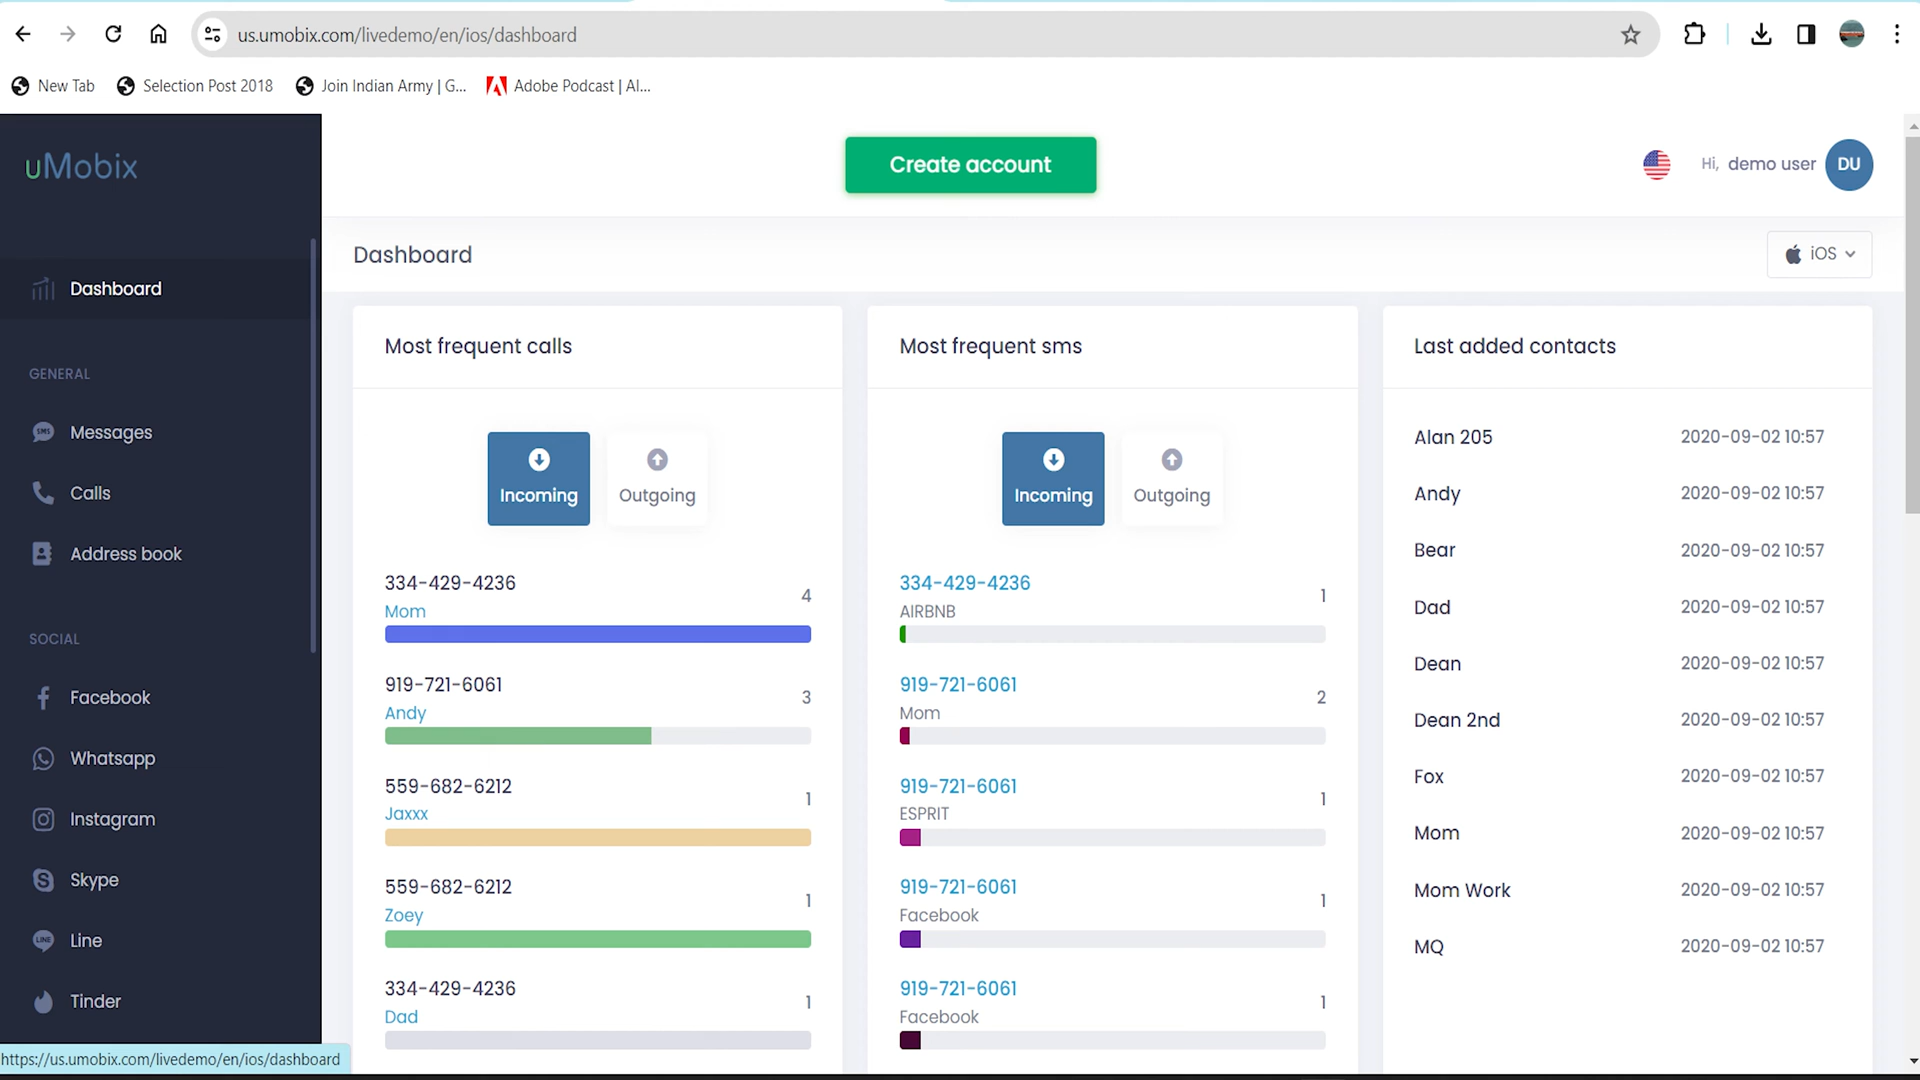 us.umobix.com/livedemo/en/ios/dashboard
New Tab
Selection Post 2018
Join Indian Army | G...
Adobe Podcast | AI...
uMobix
Create account
Hi, demo user DU
Dashboard
iOS
Dashboard
GENERAL
Messages
Calls
Address book
SOCIAL
Facebook
Whatsapp
Instagram
Skype
LINE
Line
Tinder
SMS
Most frequent calls
Incoming
Outgoing
334-429-4236
Mom
4
919-721-6061
Andy
3
559-682-6212
Jaxxx
1
559-682-6212
Zoey
1
334-429-4236
Dad
1
Most frequent sms
Incoming
Outgoing
334-429-4236
AIRBNB
1
919-721-6061
Mom
2
919-721-6061
ESPRIT
1
919-721-6061
Facebook
1
919-721-6061
Facebook
1
Last added contacts
Alan 205 2020-09-02 10:57
Andy 2020-09-02 10:57
Bear 2020-09-02 10:57
Dad 2020-09-02 10:57
Dean 2020-09-02 10:57
Dean 2nd 2020-09-02 10:57
Fox 2020-09-02 10:57
Mom 2020-09-02 10:57
Mom Work 2020-09-02 10:57
MQ 2020-09-02 10:57
https://us.umobix.com/livedemo/en/ios/dashboard